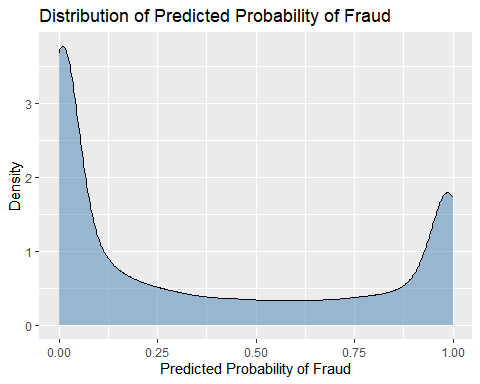 Distribution of Predicted Probability of Fraud
Density
3
2
1
0
0.00 0.25 0.50 0.75 1.00
Predicted Probability of Fraud